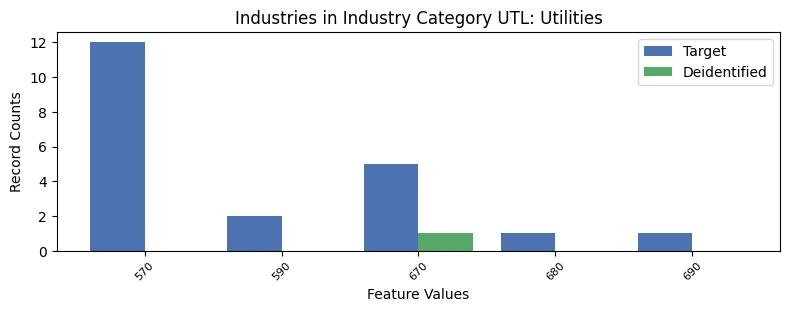 Industries in Industry Category UTL: Utilities
Target
Deidentified
Record Counts
12
10
8
6
4
2
0
570
590
670
680
690
Feature Values